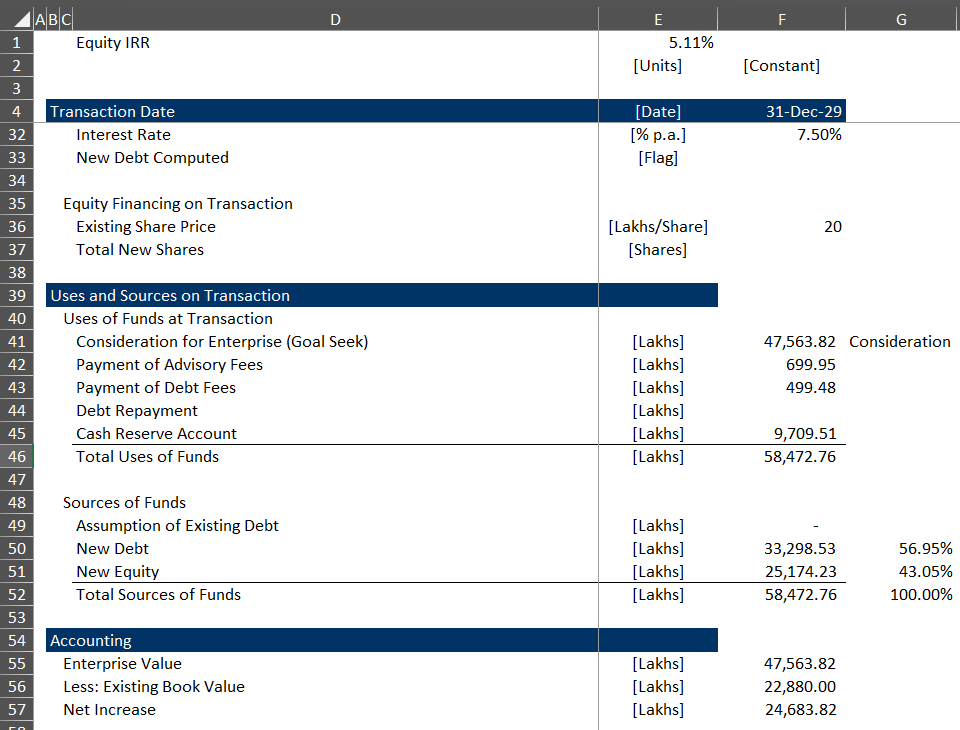 A B C D E F G
1 Equity IRR 5.11%
2 [Units] [Constant]
3
4 Transaction Date [Date] 31-Dec-29
32 Interest Rate [% p.a.] 7.50%
33 New Debt Computed [Flag]
34
35 Equity Financing on Transaction
36 Existing Share Price [Lakhs/Share] 20
37 Total New Shares [Shares]
38
39 Uses and Sources on Transaction
40 Uses of Funds at Transaction
41 Consideration for Enterprise (Goal Seek) [Lakhs] 47,563.82 Consideration
42 Payment of Advisory Fees [Lakhs] 699.95
43 Payment of Debt Fees [Lakhs] 499.48
44 Debt Repayment [Lakhs]
45 Cash Reserve Account [Lakhs] 9,709.51
46 Total Uses of Funds [Lakhs] 58,472.76
47
48 Sources of Funds
49 Assumption of Existing Debt [Lakhs] -
50 New Debt [Lakhs] 33,298.53 56.95%
51 New Equity [Lakhs] 25,174.23 43.05%
52 Total Sources of Funds [Lakhs] 58,472.76 100.00%
53
54 Accounting
55 Enterprise Value [Lakhs] 47,563.82
56 Less: Existing Book Value [Lakhs] 22,880.00
57 Net Increase [Lakhs] 24,683.82